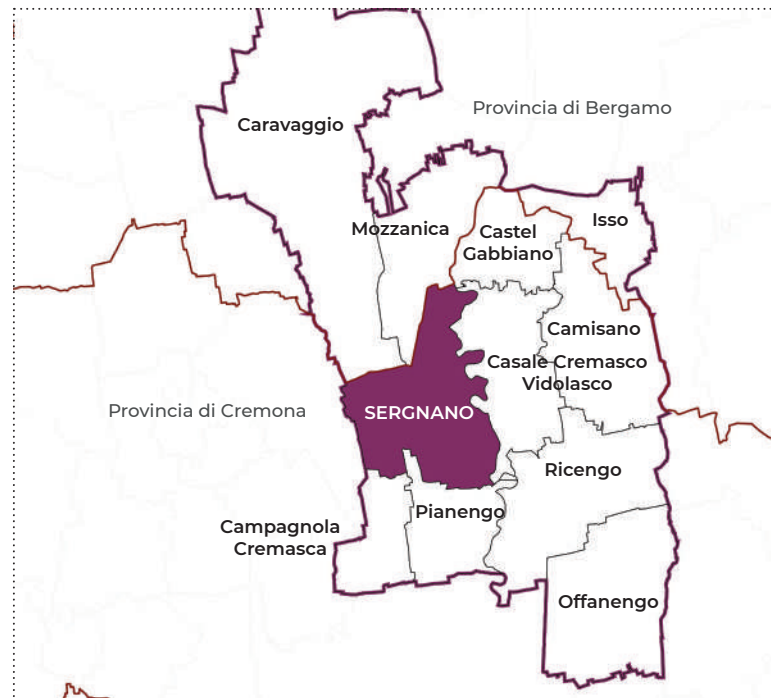 Provincia di Bergamo
Caravaggio
Isso
Mozzanica
Castel
Gabbiano
Camisano
Casale Cremasco
Vidolasco
Provincia di Cremona
SERGNANO
Ricengo
Pianengo
Campagnola
Cremasca
Offanengo